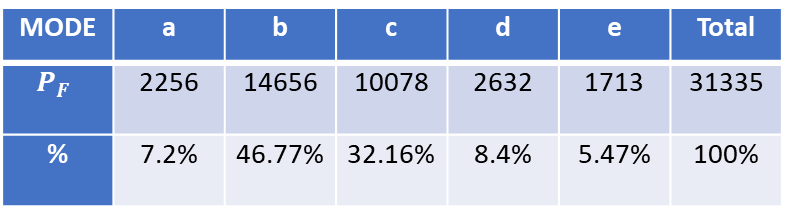 MODE a b c d e Total
P_F 2256 14656 10078 2632 1713 31335
% 7.2% 46.77% 32.16% 8.4% 5.47% 100%